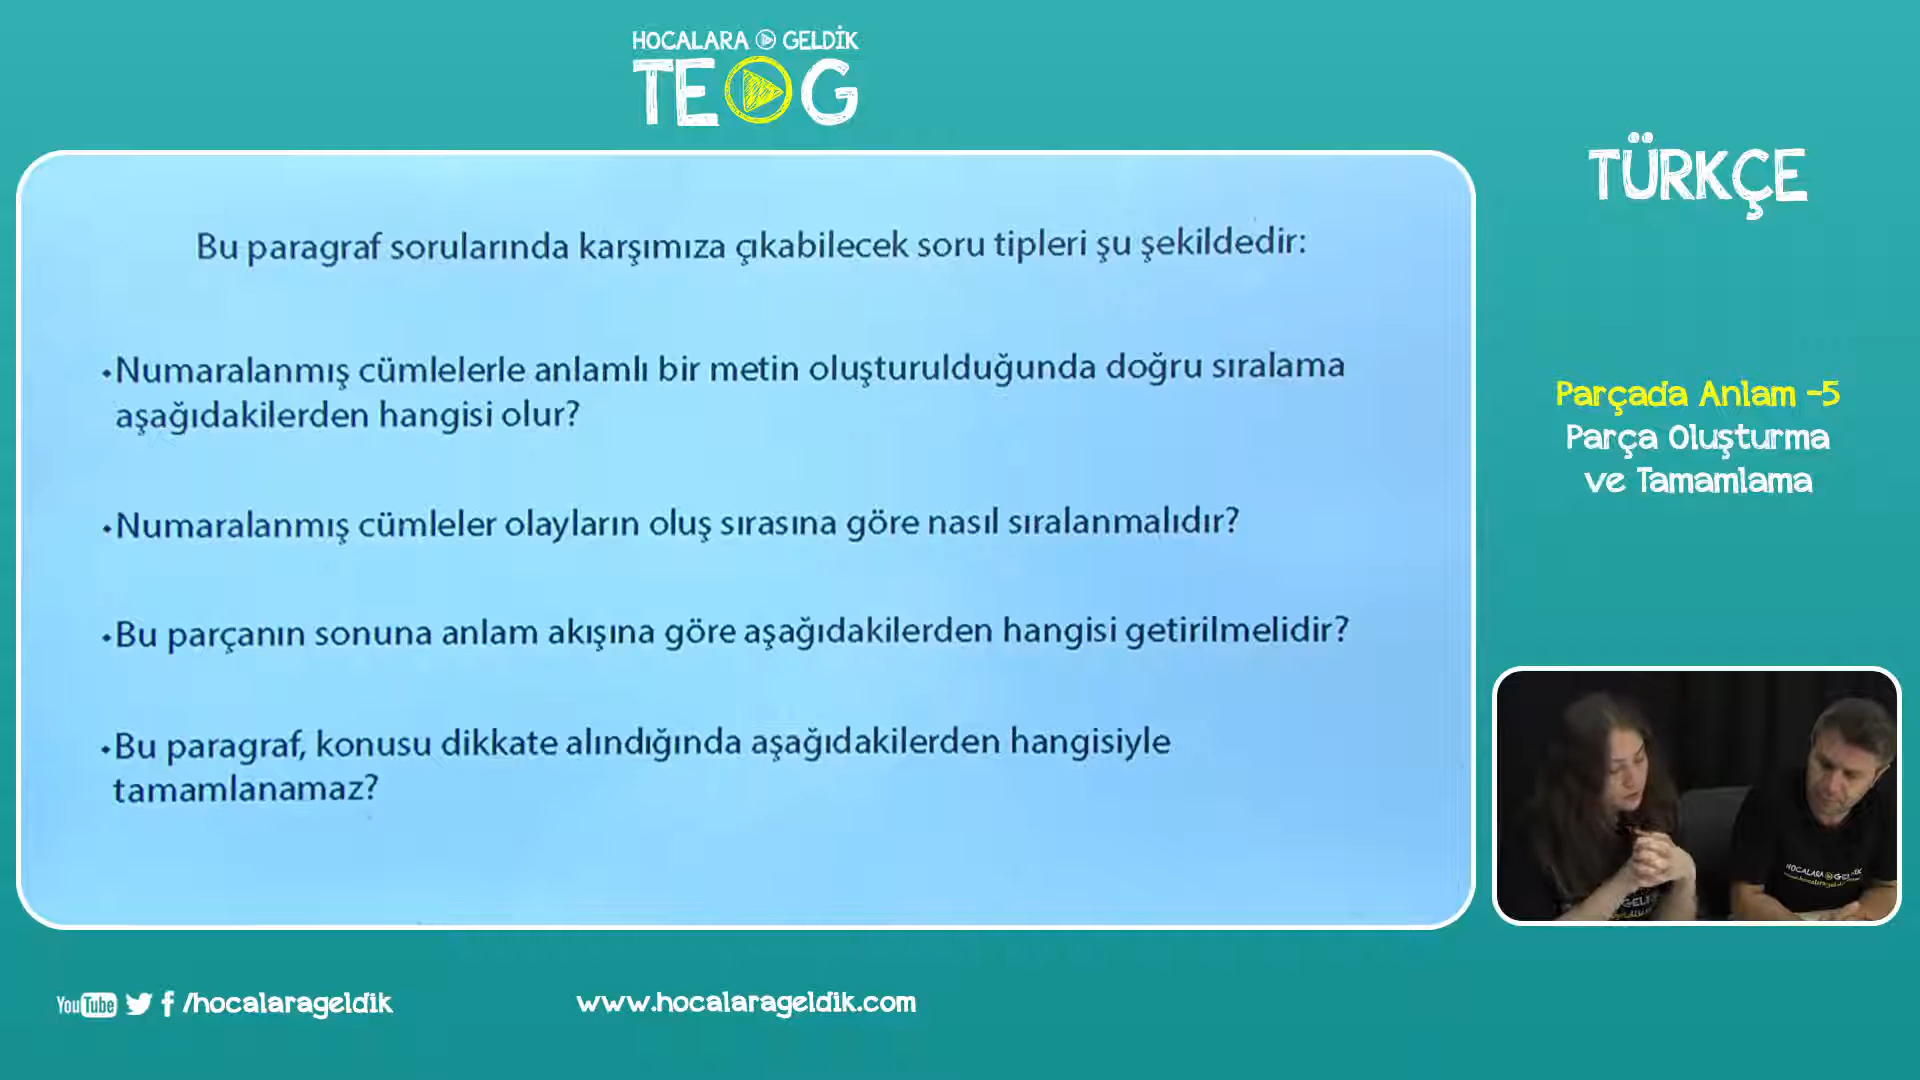 HOCALARA GELDİK
TEOG
TÜRKÇE
Bu paragraf sorularında karşımıza çıkabilecek soru tipleri şu şekildedir:
•Numaralanmış cümlelerle anlamlı bir metin oluşturulduğunda doğru sıralama
aşağıdakilerden hangisi olur?
•Numaralanmış cümleler olayların oluş sırasına göre nasıl sıralanmalıdır?
•Bu parçanın sonuna anlam akışına göre aşağıdakilerden hangisi getirilmelidir?
•Bu paragraf, konusu dikkate alındığında aşağıdakilerden hangisiyle
tamamlanamaz?
Parçada Anlam -5
Parça Oluşturma
ve Tamamlama
HOCALARA GELDİK
YouTube /hocalarageldik
www.hocalarageldik.com